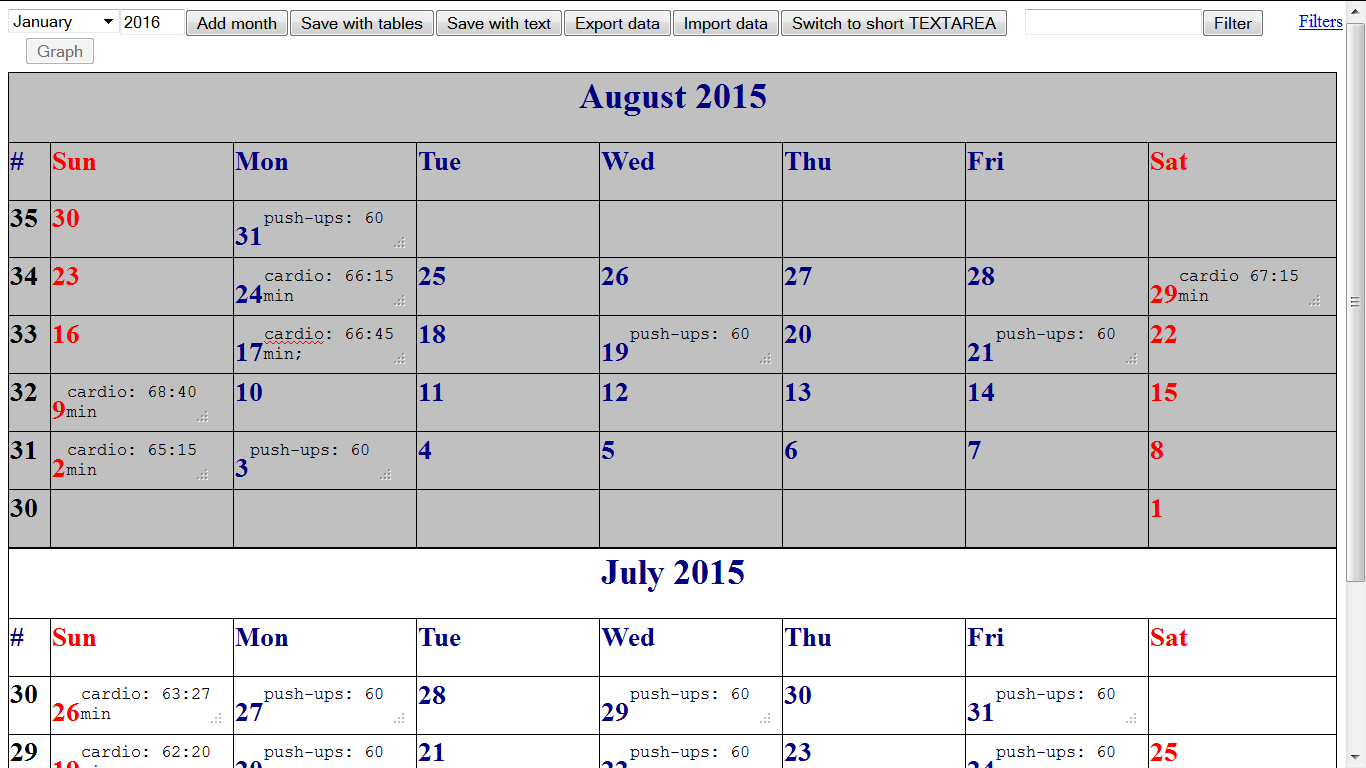 January 2016 Add month Save with tables Save with text Export data Import data Switch to short TEXTAREA Filter Filters
Graph
August 2015
# Sun Mon Tue Wed Thu Fri Sat
35 30 31 push-ups: 60
34 23 24 cardio: 66:15 25 26 27 28 29 cardio 67:15
min min
33 16 17 cardio: 66:45 18 19 push-ups: 60 20 21 push-ups: 60 22
min;
32 9 cardio: 68:40 10 11 12 13 14 15
min
31 2 cardio: 65:15 3 push-ups: 60 4 5 6 7 8
min
30 1
July 2015
# Sun Mon Tue Wed Thu Fri Sat
30 26 cardio: 63:27 27 push-ups: 60 28 29 push-ups: 60 30 31 push-ups: 60
min
29 cardio: 62:20 push-ups: 60 21 push-ups: 60 23 push-ups: 60 25